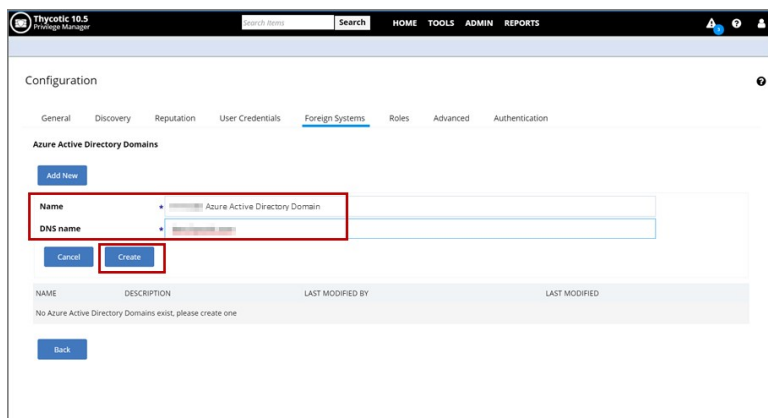 Thycotic 10.5
Privilege Manager
Search Items
Search
HOME TOOLS ADMIN REPORTS
Configuration
General Discovery Reputation User Credentials Foreign Systems Roles Advanced Authentication
Azure Active Directory Domains
Add New
Name * Azure Active Directory Domain
DNS name *
Cancel Create
NAME DESCRIPTION LAST MODIFIED BY LAST MODIFIED
No Azure Active Directory Domains exist, please create one
Back